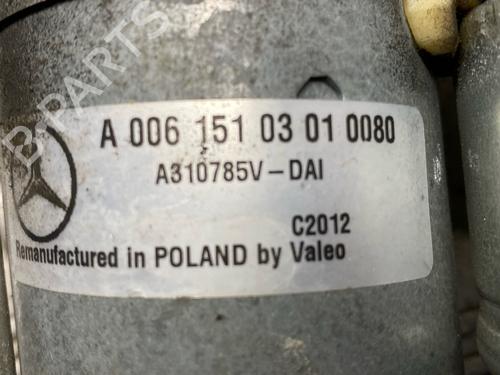 B-PARTS
A 006 151 03 01 0080
A310785V-DAI
C2012
Remanufactured in POLAND by Valeo